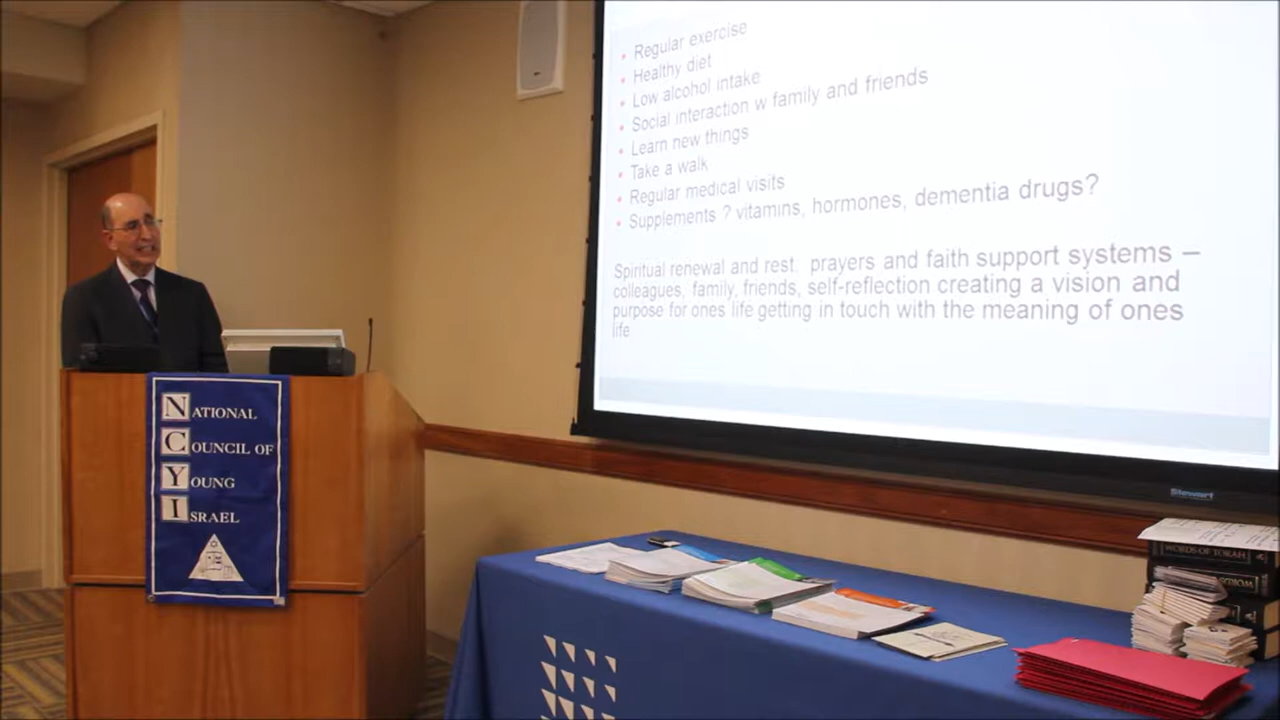 Regular exercise
Healthy diet
Low alcohol intake
Social interaction w family and friends
Learn new things
Take a walk
Regular medical visits
Supplements ? vitamins, hormones, dementia drugs?
Spiritual renewal and rest. prayers and faith support systems –
colleagues, family, friends, self-reflection creating a vision and
purpose for ones life getting in touch with the meaning of ones
life
NATIONAL
COUNCIL OF
YOUNG
ISRAEL
Stewart
WORDS OF TORAH